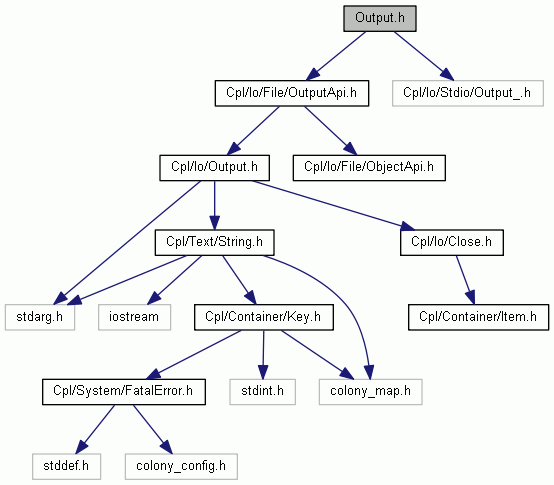 Output.h
Cpl/Io/File/OutputApi.h
Cpl/Io/Stdio/Output_.h
Cpl/Io/Output.h
Cpl/Io/File/ObjectApi.h
Cpl/Text/String.h
Cpl/Io/Close.h
stdarg.h
iostream
Cpl/Container/Key.h
Cpl/Container/Item.h
Cpl/System/FatalError.h
stdint.h
colony_map.h
stddef.h
colony_config.h